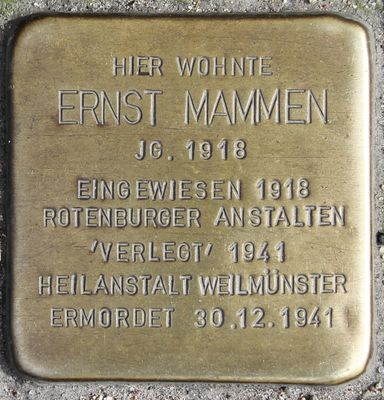 HIER WOHNTE
ERNST MAMMEN
JG. 1918
EINGEWIESEN 1918
ROTENBURGER ANSTALTEN
'VERLEGT' 1941
HEILANSTALT WEILMÜNSTER
ERMORDET 30.12.1941